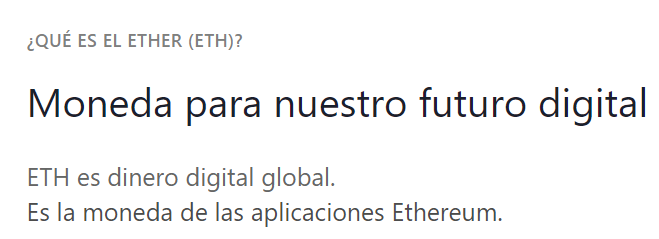 ¿QUÉ ES EL ETHER (ETH)?
Moneda para nuestro futuro digital
ETH es dinero digital global.
Es la moneda de las aplicaciones Ethereum.